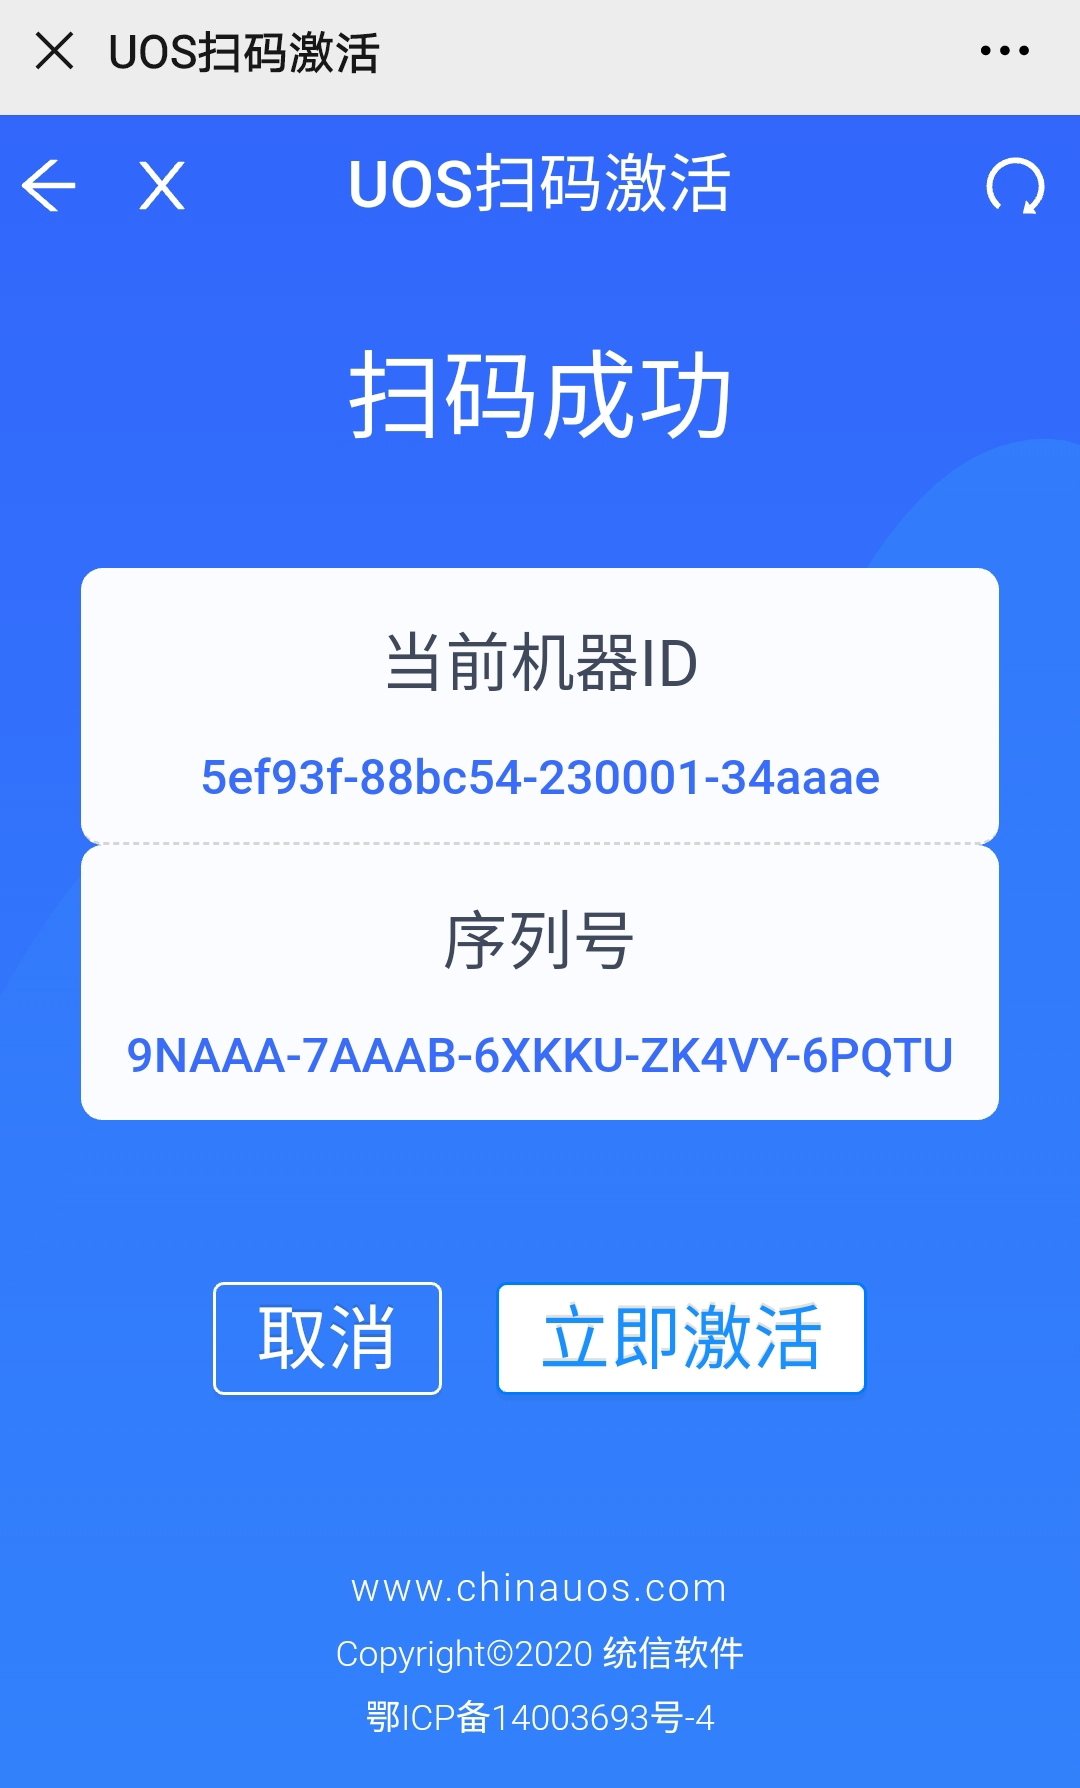 UOS扫码激活
UOS扫码激活
扫码成功
当前机器ID
5ef93f-88bc54-230001-34aaae
序列号
9NAAA-7AAAB-6XKKU-ZK4VY-6PQTU
取消 立即激活
www.chinauos.com
Copyright©2020 统信软件
鄂ICP备14003693号-4